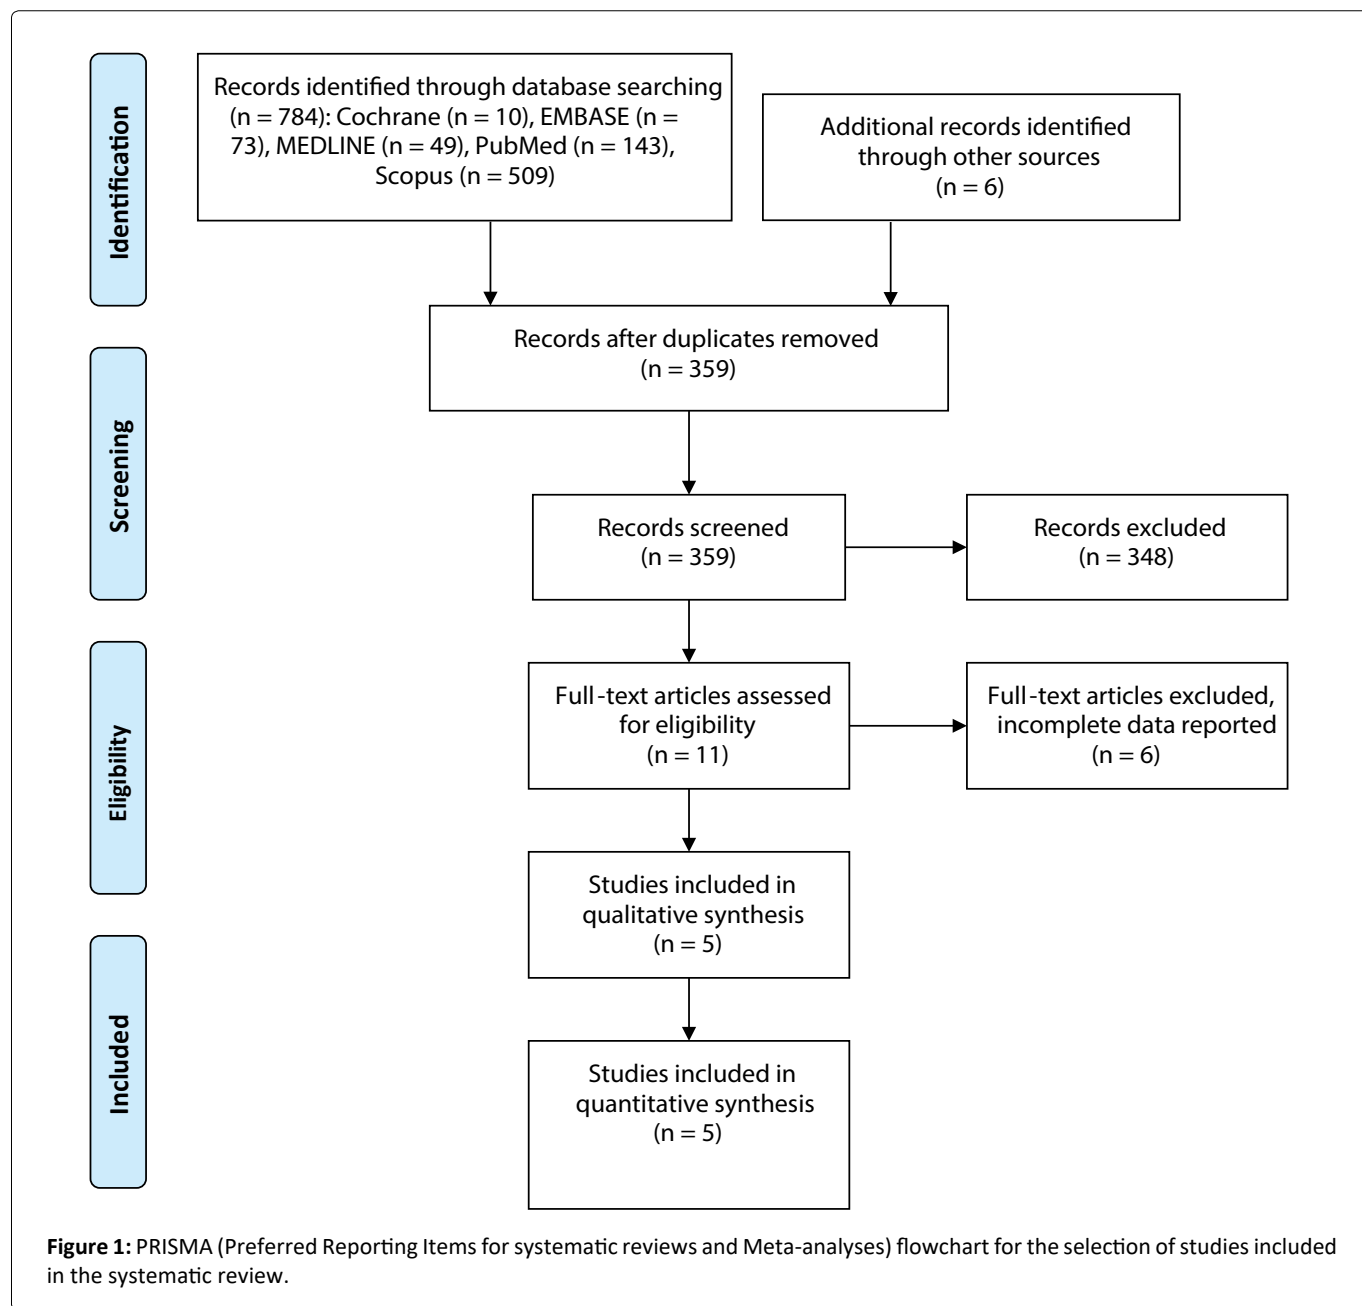 Identification
Records identified through database searching
(n = 784): Cochrane (n = 10), EMBASE (n =
73), MEDLINE (n = 49), PubMed (n = 143),
Scopus (n = 509)
Additional records identified
through other sources
(n = 6)
Records after duplicates removed
(n = 359)
Screening
Records screened
(n = 359)
Records excluded
(n = 348)
Eligibility
Full-text articles assessed
for eligibility
(n = 11)
Full-text articles excluded,
incomplete data reported
(n = 6)
Studies included in
qualitative synthesis
(n = 5)
Included
Studies included in
quantitative synthesis
(n = 5)
Figure 1: PRISMA (Preferred Reporting Items for systematic reviews and Meta-analyses) flowchart for the selection of studies included
in the systematic review.